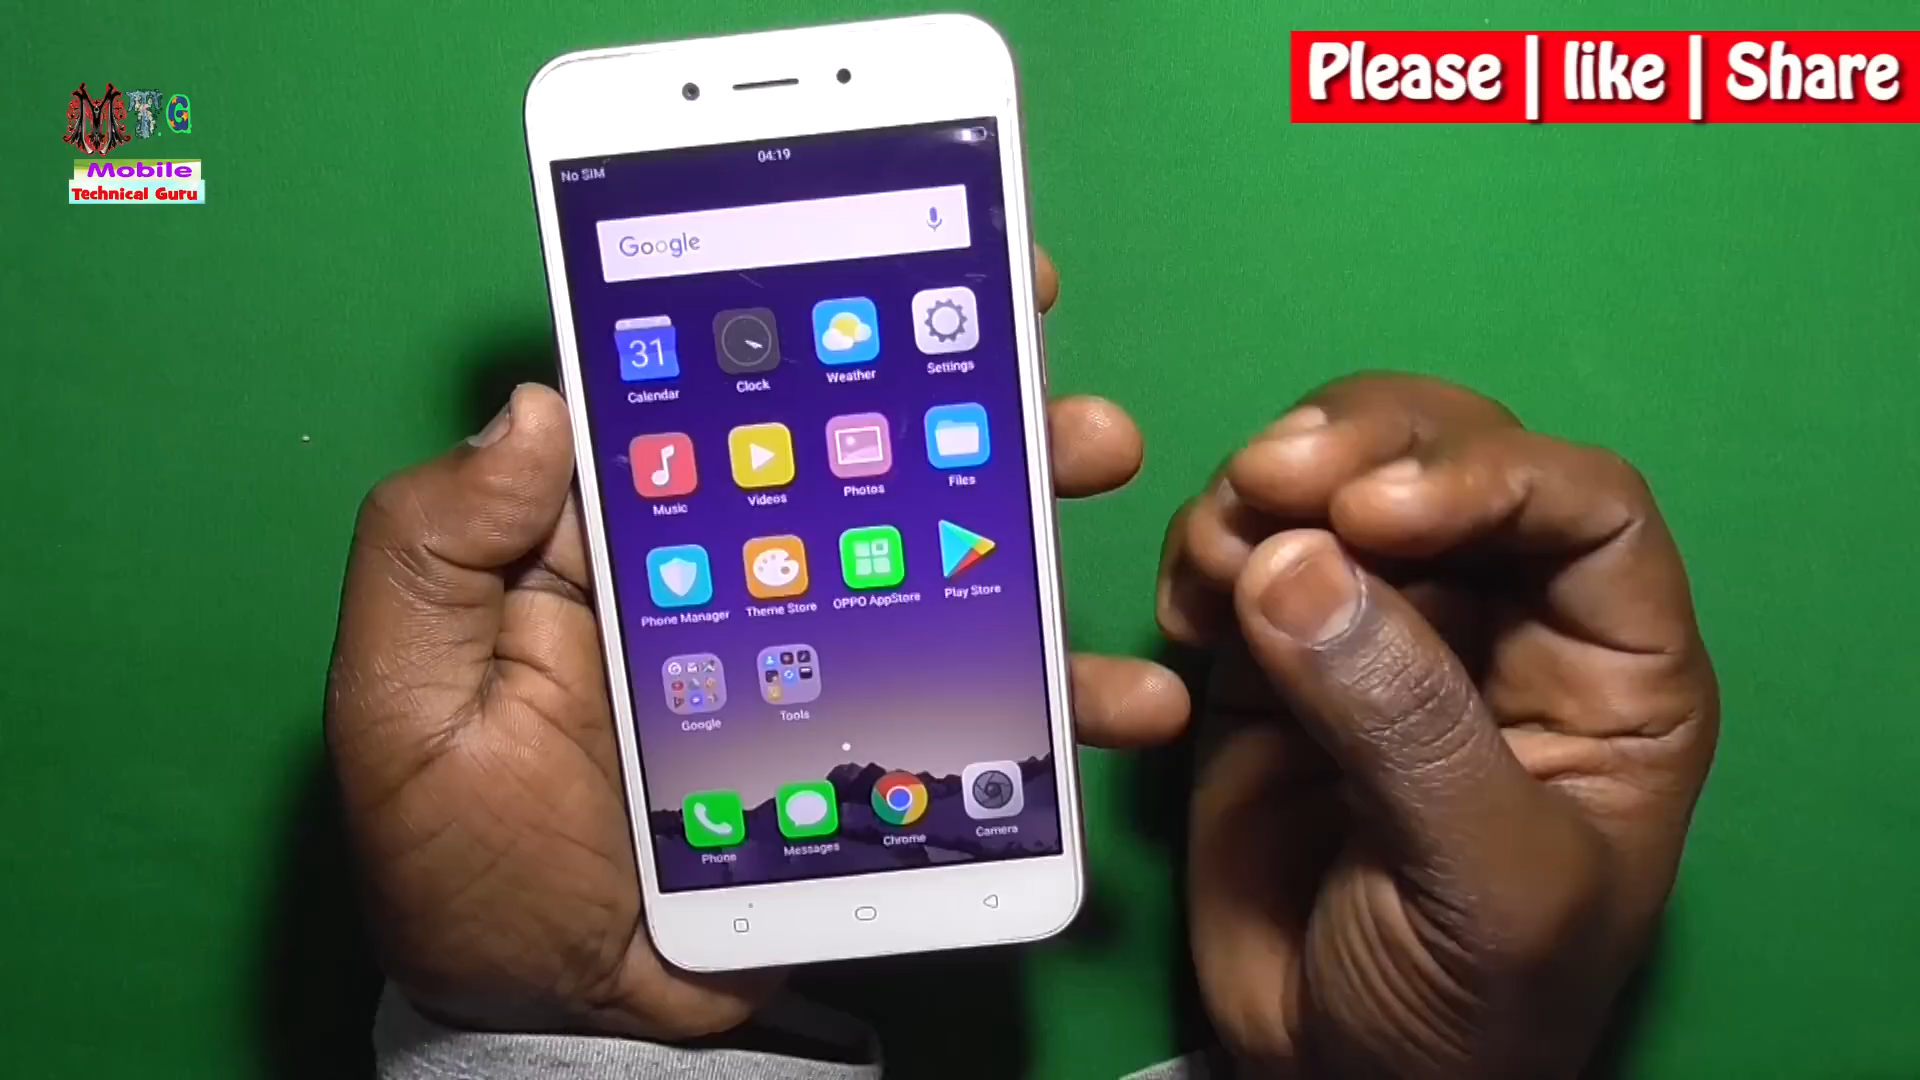 Please | like | Share
MTG
Mobile
Technical Guru
No SIM
04:19
Google
31
Calendar
Clock
Weather
Settings
Music
Videos
Photos
Files
Phone Manager
Theme Store
OPPO AppStore
Play Store
Google
Tools
Phone
Messages
Chrome
Camera